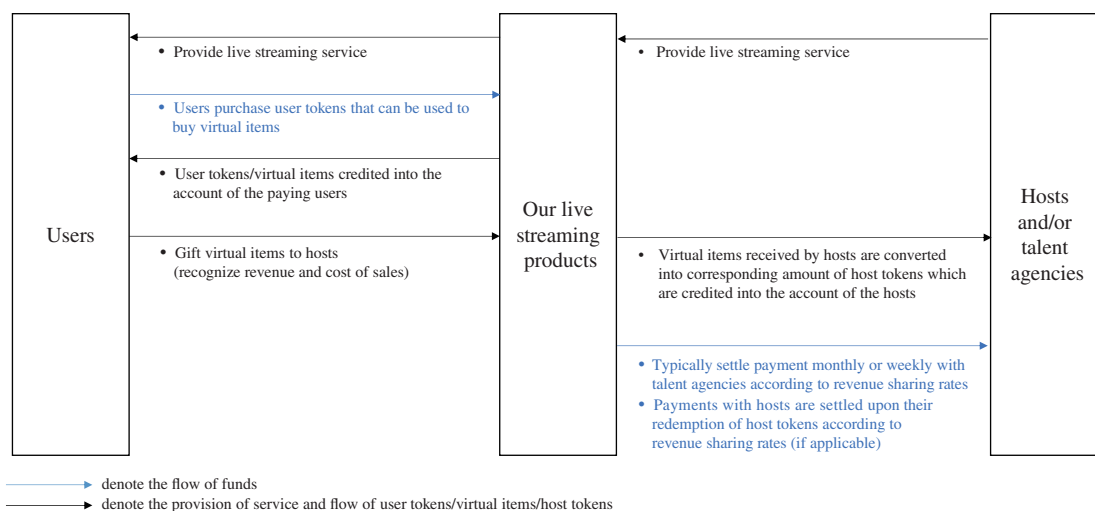 Users
• Provide live streaming service
• Users purchase user tokens that can be used to
buy virtual items
• User tokens/virtual items credited into the
account of the paying users
• Gift virtual items to hosts
(recognize revenue and cost of sales)
Our live
streaming
products
• Provide live streaming service
• Virtual items received by hosts are converted
into corresponding amount of host tokens which
are credited into the account of the hosts
• Typically settle payment monthly or weekly with
talent agencies according to revenue sharing rates
• Payments with hosts are settled upon their
redemption of host tokens according to
revenue sharing rates (if applicable)
Hosts
and/or
talent
agencies
denote the flow of funds
denote the provision of service and flow of user tokens/virtual items/host tokens